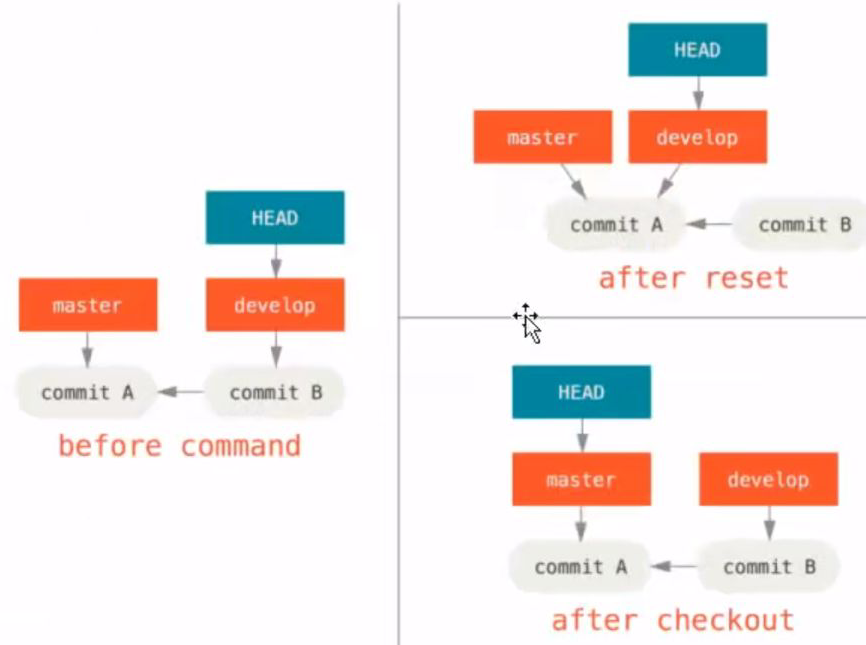 HEAD
master
develop
commit A
commit B
before command
HEAD
master
develop
commit A
commit B
after reset
HEAD
master
develop
commit A
commit B
after checkout